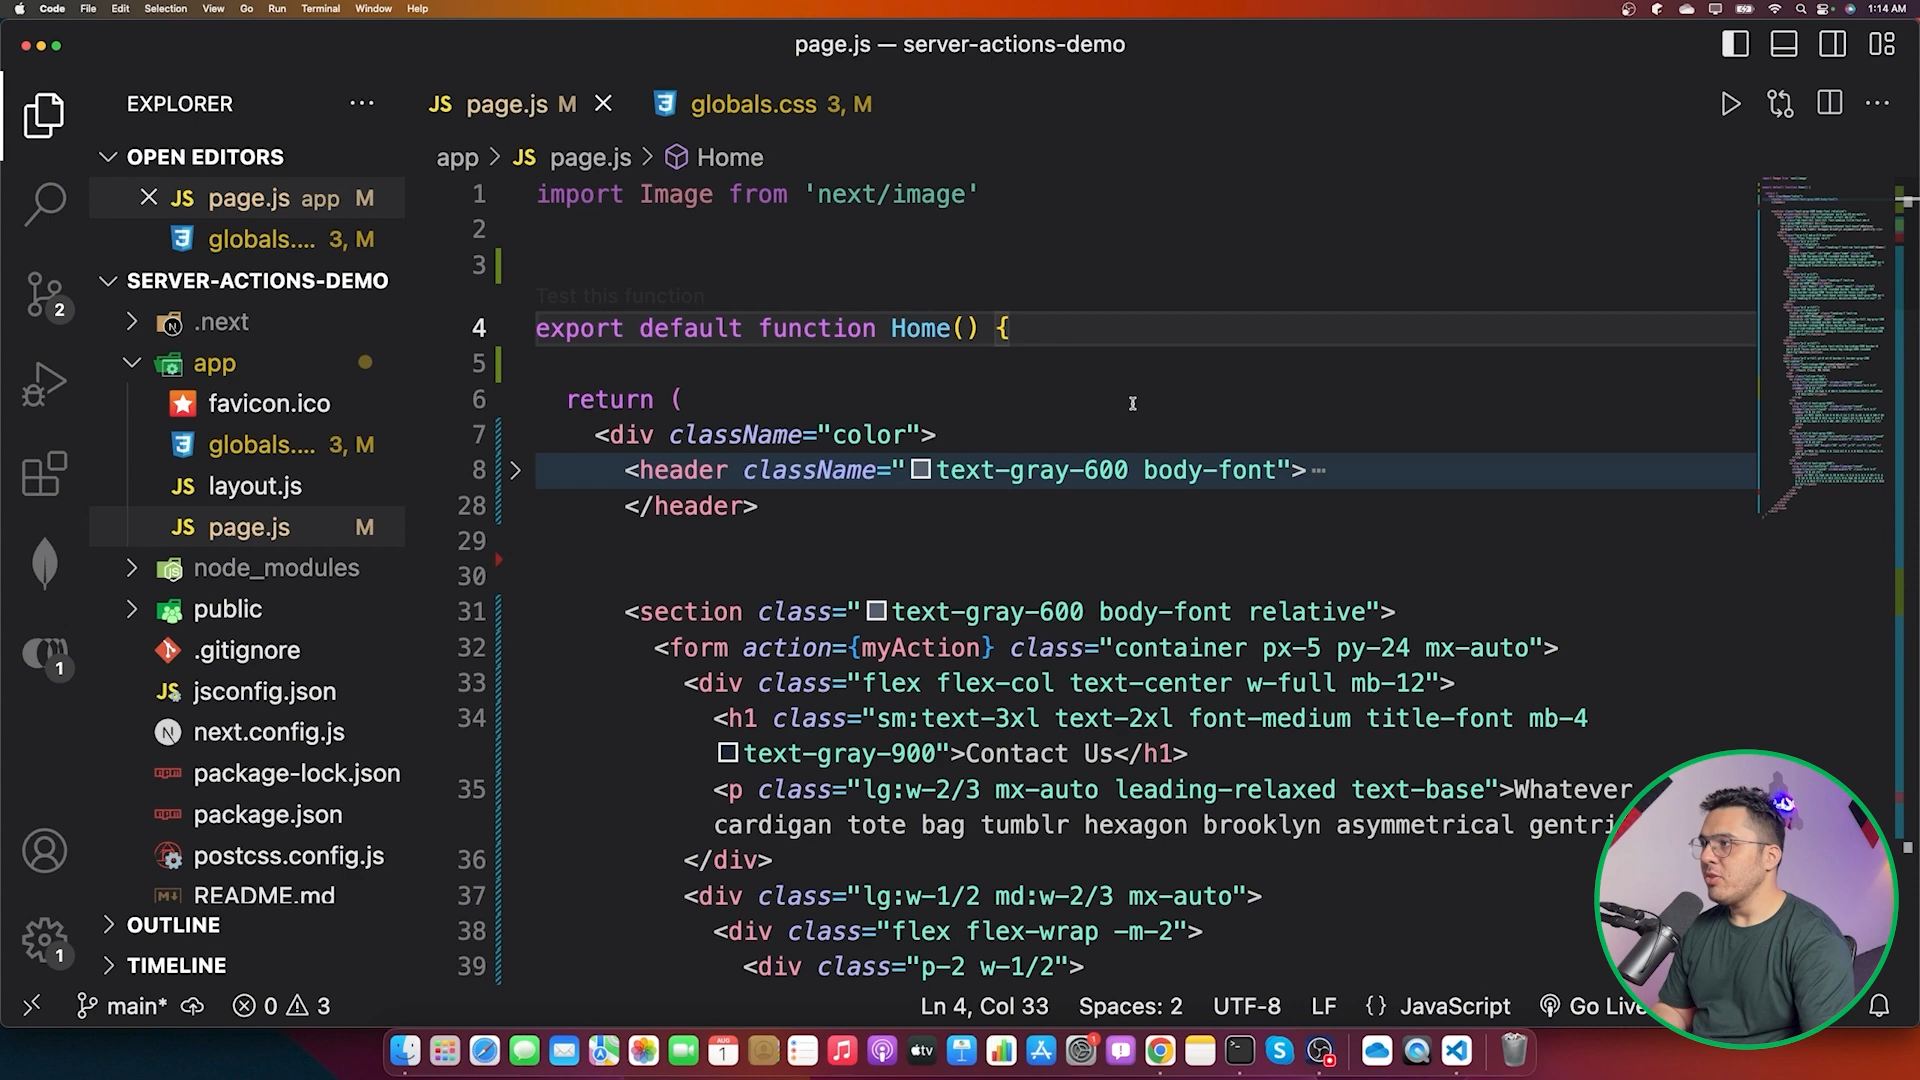 Code File Edit Selection View Go Run Terminal Window Help 1:14 AM
page.js — server-actions-demo
EXPLORER
page.js M
globals.css 3, M
OPEN EDITORS
app > JS page.js > Home
JS page.js app M
globals.... 3, M
SERVER-ACTIONS-DEMO
.next
app
favicon.ico
globals.... 3, M
JS layout.js
JS page.js M
node_modules
public
.gitignore
jsconfig.json
next.config.js
package-lock.json
package.json
postcss.config.js
README.md
OUTLINE
TIMELINE
2
1
1
1 import Image from 'next/image'
2
3
Test this function
4 export default function Home() {
5
6 return (
7 <div className="color">
8 <header className="text-gray-600 body-font">
28 </header>
29
30
31 <section class="text-gray-600 body-font relative">
32 <form action={myAction} class="container px-5 py-24 mx-auto">
33 <div class="flex flex-col text-center w-full mb-12">
34 <h1 class="sm:text-3xl text-2xl font-medium title-font mb-4
text-gray-900">Contact Us</h1>
35 <p class="lg:w-2/3 mx-auto leading-relaxed text-base">Whatever
cardigan tote bag tumblr hexagon brooklyn asymmetrical gentri
36 </div>
37 <div class="lg:w-1/2 md:w-2/3 mx-auto">
38 <div class="flex flex-wrap -m-2">
39 <div class="p-2 w-1/2">
main* 0 3 Ln 4, Col 33 Spaces: 2 UTF-8 LF {} JavaScript Go Live
AUG
1
tv